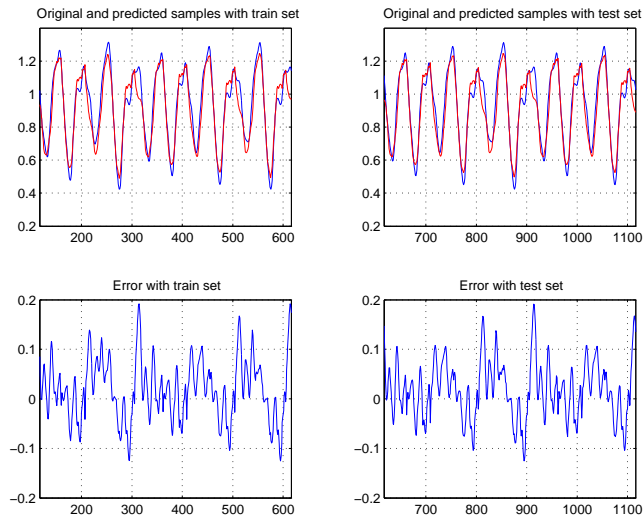 Original and predicted samples with train set
1.2
1
0.8
0.6
0.4
0.2
200 300 400 500 600
Original and predicted samples with test set
1.2
1
0.8
0.6
0.4
0.2
700 800 900 1000 1100
Error with train set
0.2
0.1
0
−0.1
−0.2
200 300 400 500 600
Error with test set
0.2
0.1
0
−0.1
−0.2
700 800 900 1000 1100